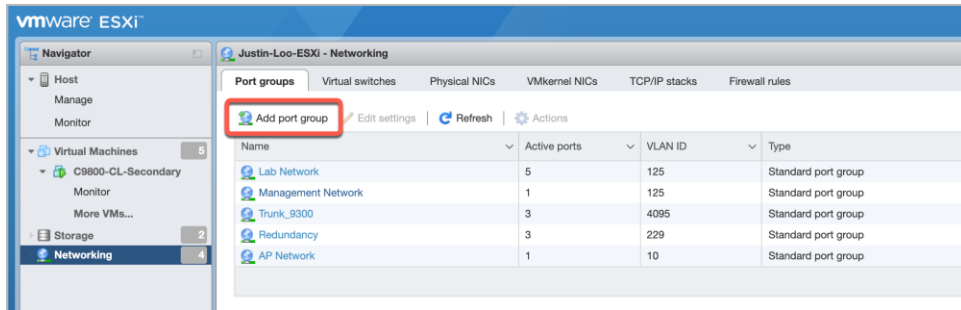 vmware ESXi™
Navigator
Justin-Loo-ESXi - Networking
Host
Manage
Monitor
Virtual Machines 5
C9800-CL-Secondary
Monitor
More VMs...
Storage 2
Networking 4
Port groups Virtual switches Physical NICs VMkernel NICs TCP/IP stacks Firewall rules
Add port group Edit settings Refresh Actions
Name Active ports VLAN ID Type
Lab Network 5 125 Standard port group
Management Network 1 125 Standard port group
Trunk_9300 3 4095 Standard port group
Redundancy 3 229 Standard port group
AP Network 1 10 Standard port group